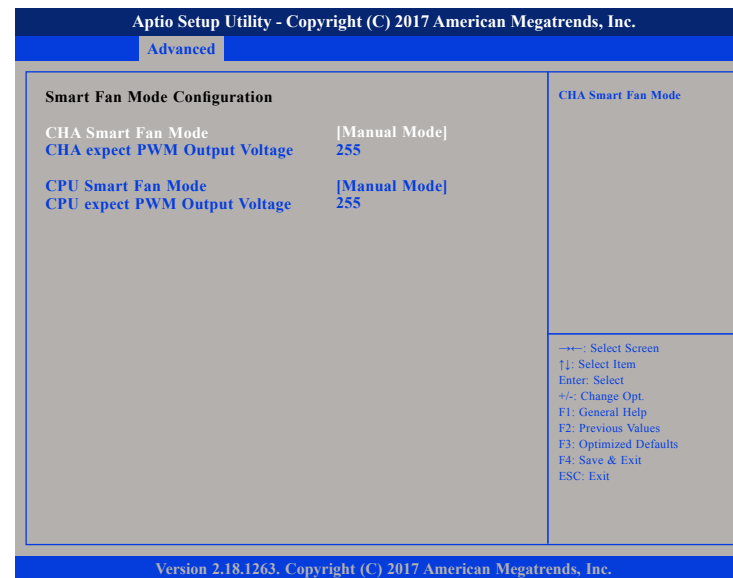 Aptio Setup Utility - Copyright (C) 2017 American Megatrends, Inc.
Advanced
Smart Fan Mode Configuration
CHA Smart Fan Mode [Manual Mode]
CHA expect PWM Output Voltage 255
CPU Smart Fan Mode [Manual Mode]
CPU expect PWM Output Voltage 255
CHA Smart Fan Mode
→←: Select Screen
↑↓: Select Item
Enter: Select
+/-: Change Opt.
F1: General Help
F2: Previous Values
F3: Optimized Defaults
F4: Save & Exit
ESC: Exit
Version 2.18.1263. Copyright (C) 2017 American Megatrends, Inc.